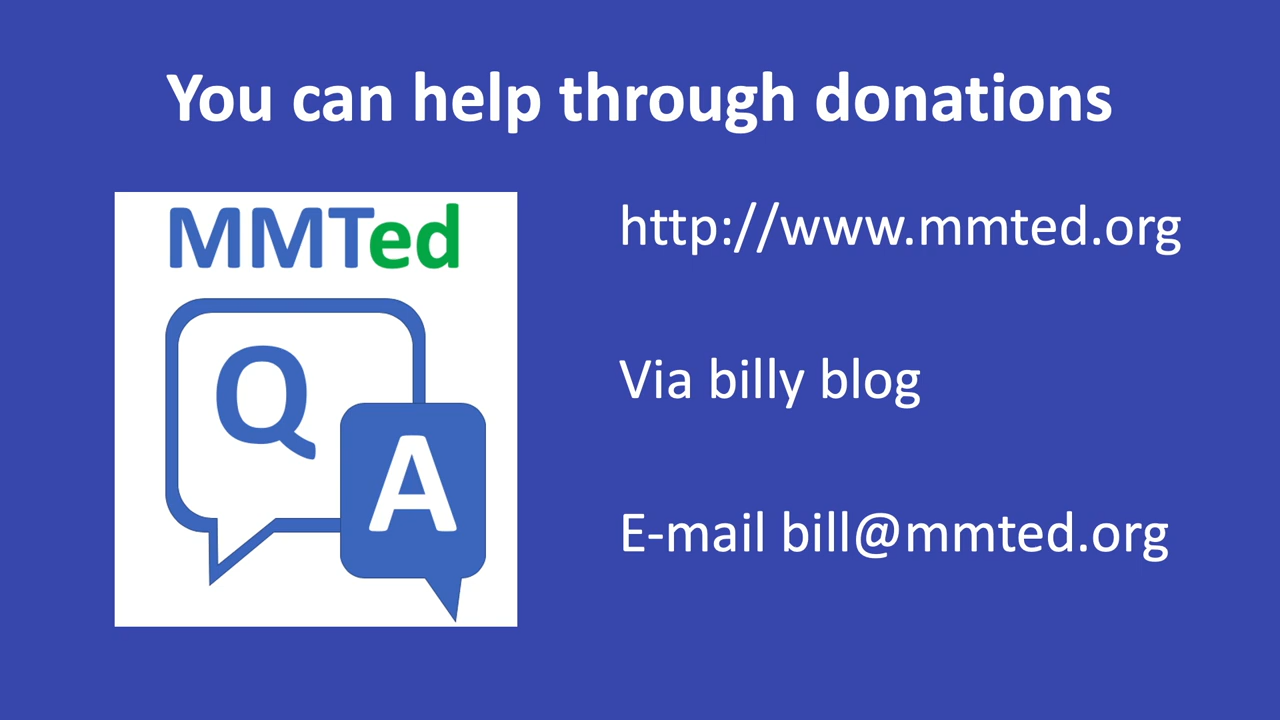 You can help through donations
MMTed
Q
A
http://www.mmted.org
Via billy blog
E-mail bill@mmted.org